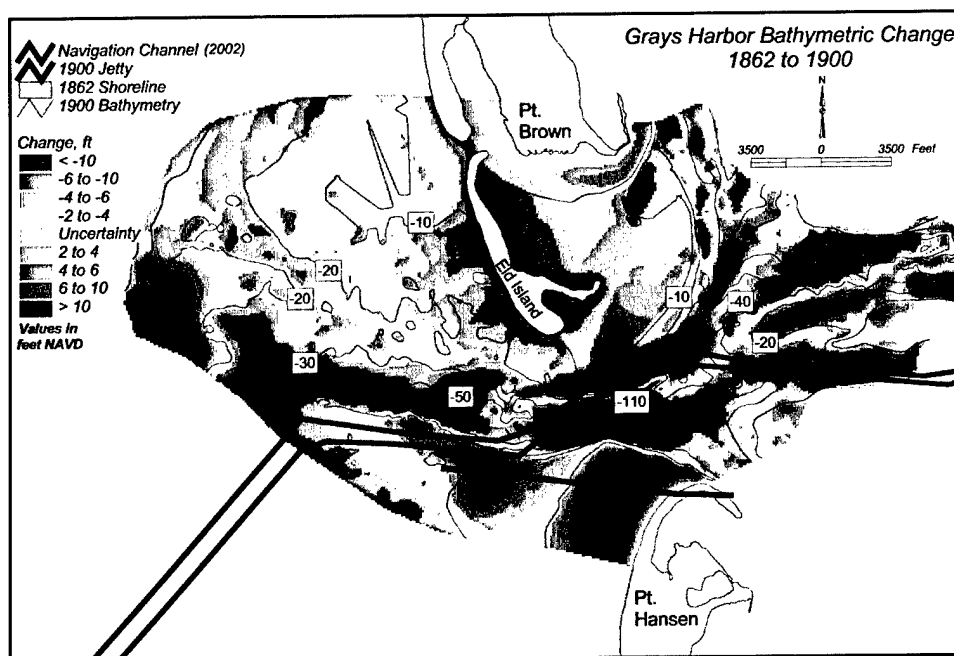 Grays Harbor Bathymetric Change
1862 to 1900
Navigation Channel (2002)
1900 Jetty
1862 Shoreline
1900 Bathymetry
Change, ft
< -10
-6 to -10
-4 to -6
-2 to -4
Uncertainty
2 to 4
4 to 6
6 to 10
> 10
Values in
feet NAVD
N
3500 0 3500 Feet
Pt.
Brown
Eld Island
-10
-20
-20
-30
-50
-110
-10
-40
-20
Pt.
Hansen